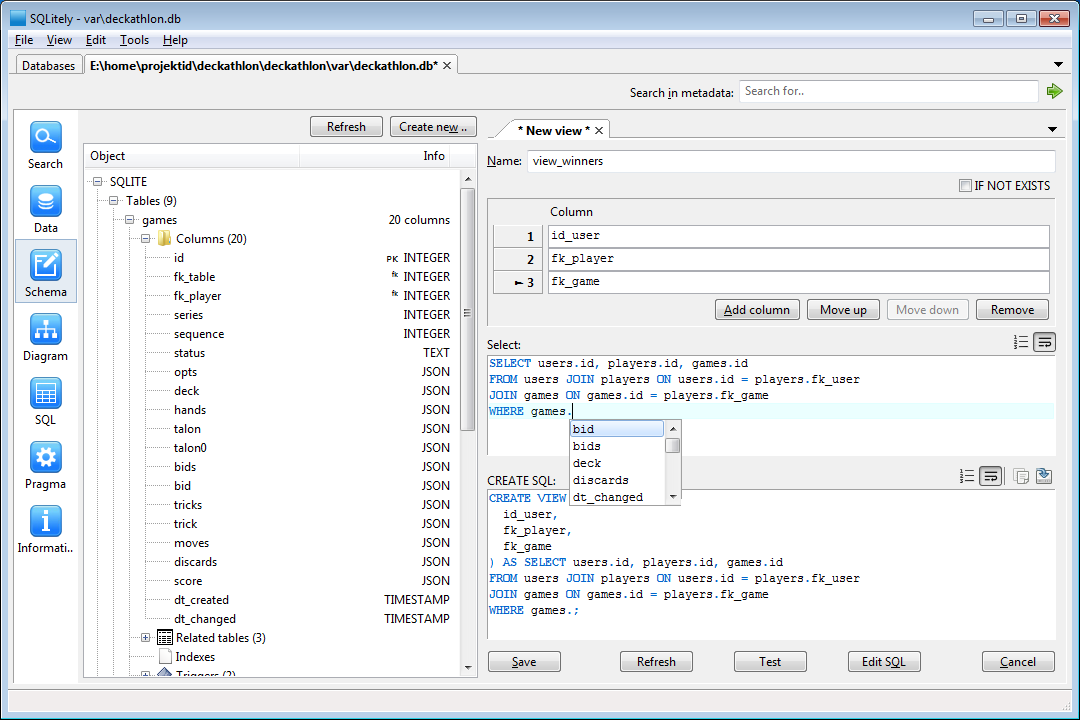 SQLitely - var\deckathlon.db
File View Edit Tools Help
Databases E:\home\projektid\deckathlon\deckathlon\var\deckathlon.db*
Search in metadata: Search for..
Search
Data
Schema
Diagram
SQL
Pragma
Informati..
Refresh Create new ..
Object Info
SQLITE
Tables (9)
games 20 columns
Columns (20)
id PK INTEGER
fk_table fk INTEGER
fk_player fk INTEGER
series INTEGER
sequence INTEGER
status TEXT
opts JSON
deck JSON
hands JSON
talon JSON
talon0 JSON
bids JSON
bid JSON
tricks JSON
trick JSON
moves JSON
discards JSON
score JSON
dt_created TIMESTAMP
dt_changed TIMESTAMP
Related tables (3)
Indexes
Triggers (2)
* New view *
Name: view_winners
IF NOT EXISTS
Column
1 id_user
2 fk_player
3 fk_game
Add column Move up Move down Remove
Select:
SELECT users.id, players.id, games.id
FROM users JOIN players ON users.id = players.fk_user
JOIN games ON games.id = players.fk_game
WHERE games.
bid
bids
deck
discards
dt_changed
CREATE SQL:
CREATE VIEW
id_user,
fk_player,
fk_game
) AS SELECT users.id, players.id, games.id
FROM users JOIN players ON users.id = players.fk_user
JOIN games ON games.id = players.fk_game
WHERE games.;
Save Refresh Test Edit SQL Cancel